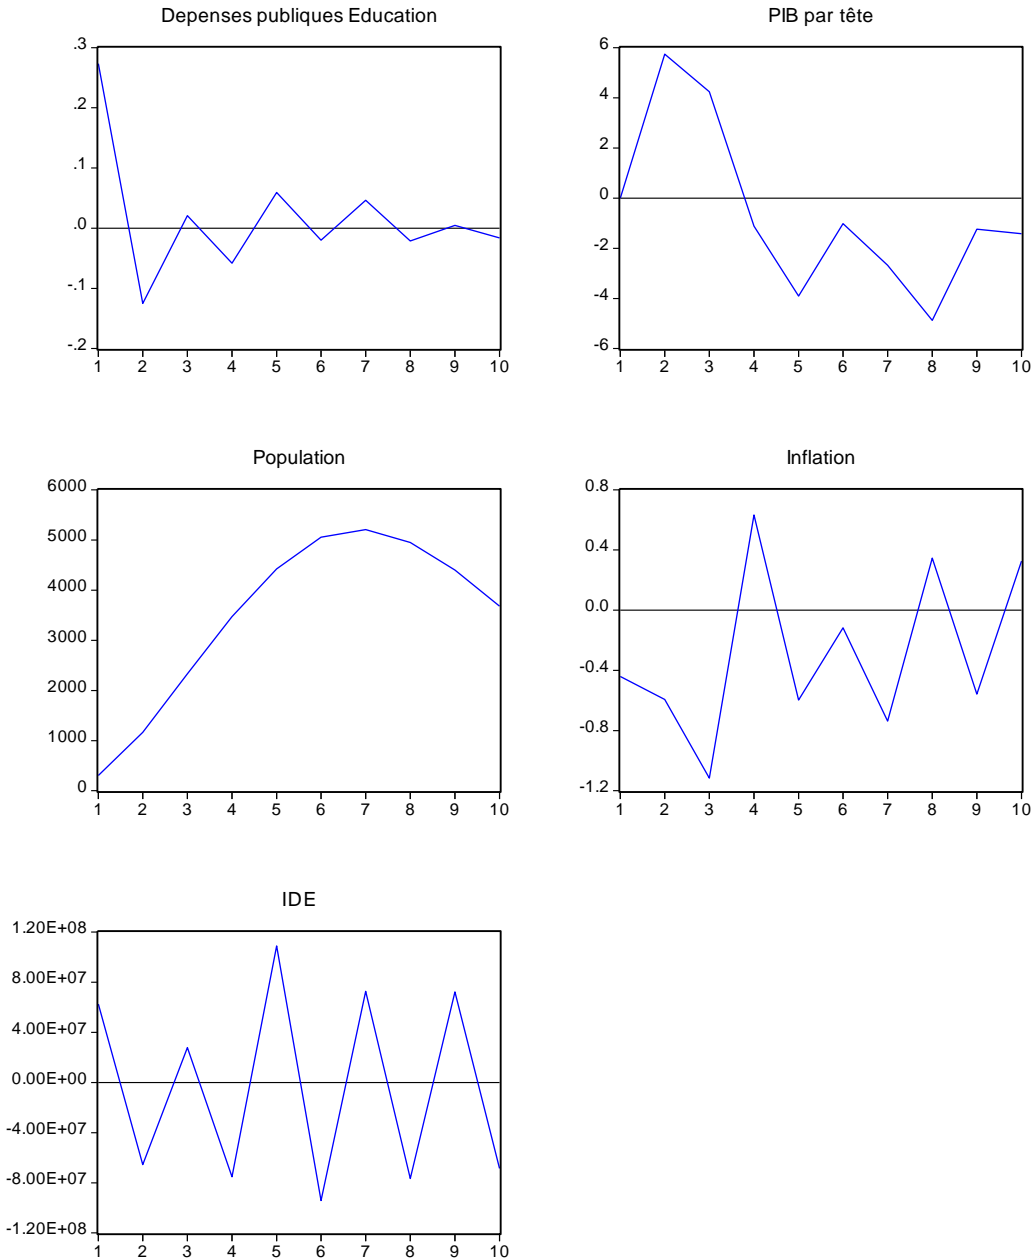 Depenses publiques Education
.3
.2
.1
.0
-.1
-.2
1 2 3 4 5 6 7 8 9 10
PIB par tête
6
4
2
0
-2
-4
-6
1 2 3 4 5 6 7 8 9 10
Population
6000
5000
4000
3000
2000
1000
0
1 2 3 4 5 6 7 8 9 10
Inflation
0.8
0.4
0.0
-0.4
-0.8
-1.2
1 2 3 4 5 6 7 8 9 10
IDE
1.20E+08
8.00E+07
4.00E+07
0.00E+00
-4.00E+07
-8.00E+07
-1.20E+08
1 2 3 4 5 6 7 8 9 10